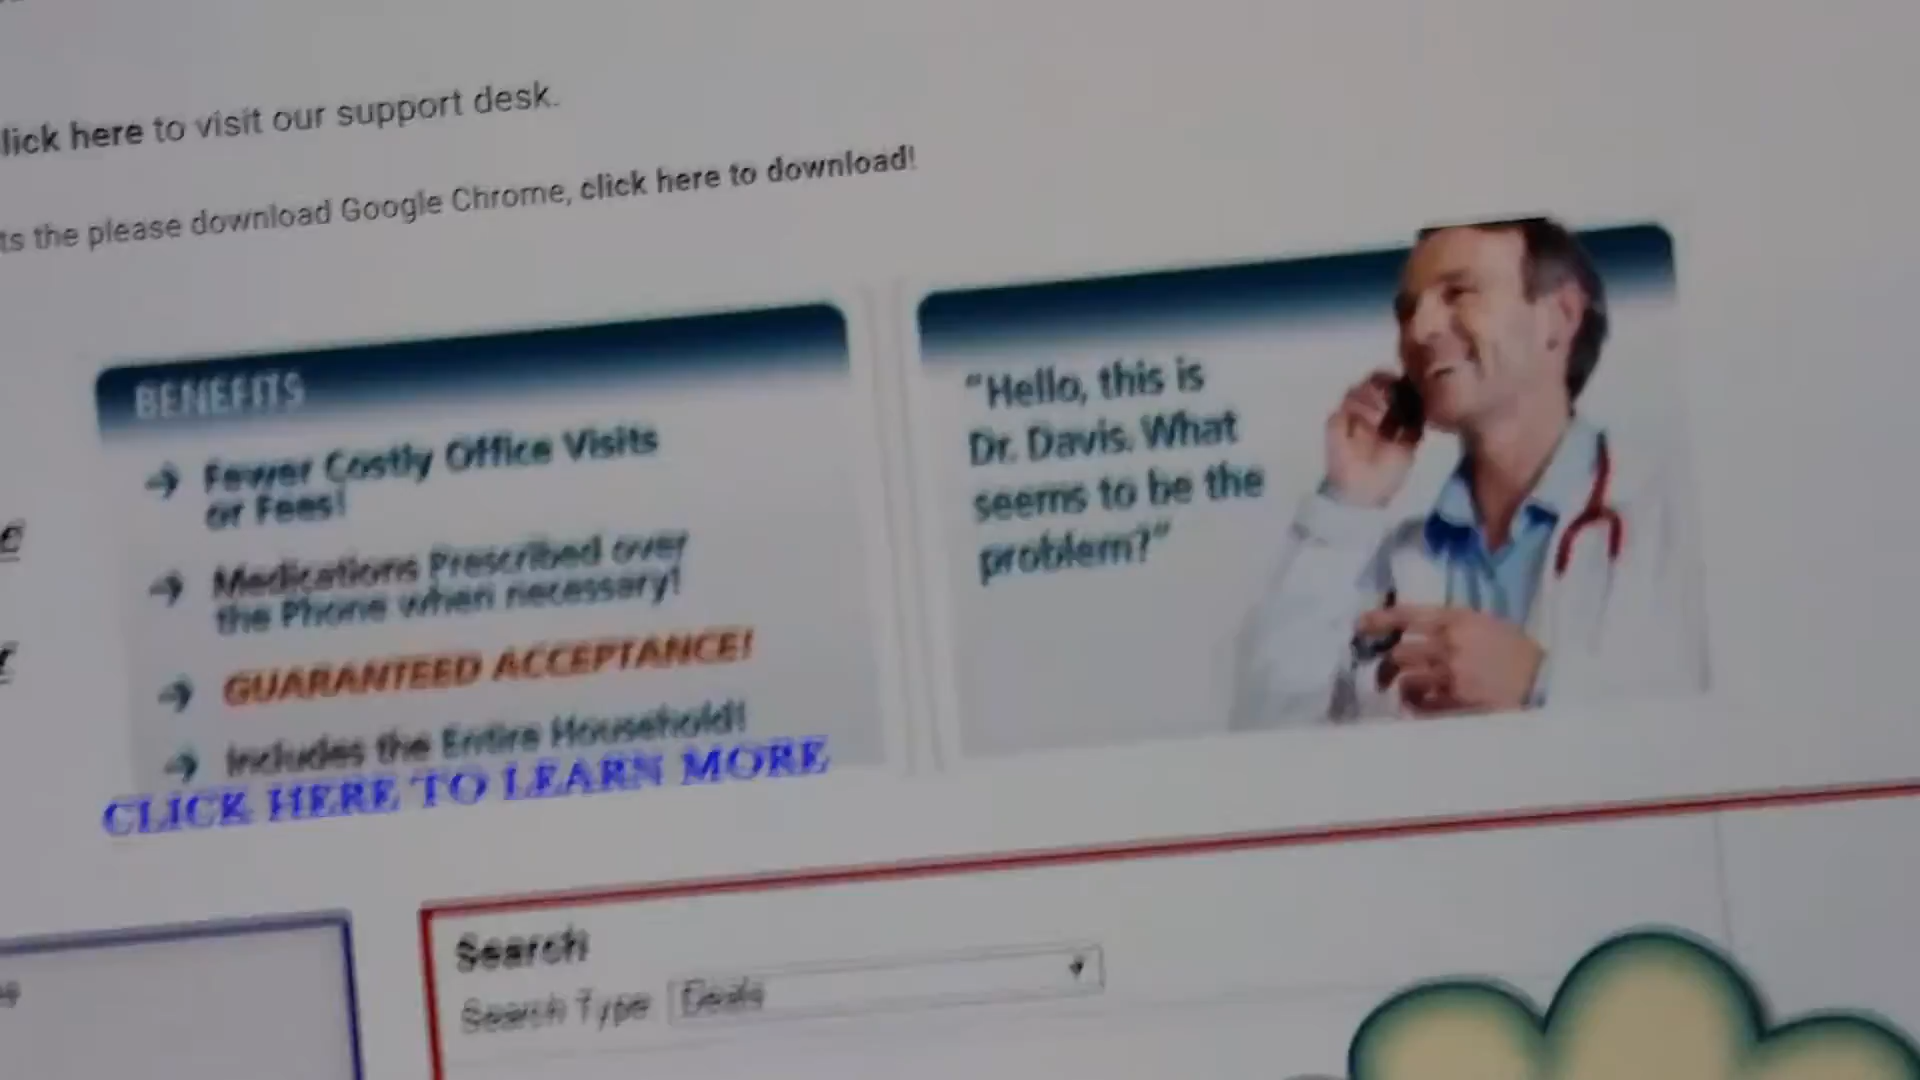 lick here to visit our support desk.
ts the please download Google Chrome, click here to download!
BENEFITS
Fewer Costly Office Visits
or Fees!
Medications Prescribed over
the Phone when necessary!
GUARANTEED ACCEPTANCE!
Includes the Entire Household!
CLICK HERE TO LEARN MORE
"Hello, this is
Dr. Davis. What
seems to be the
problem?"
Search
Search Type Deals